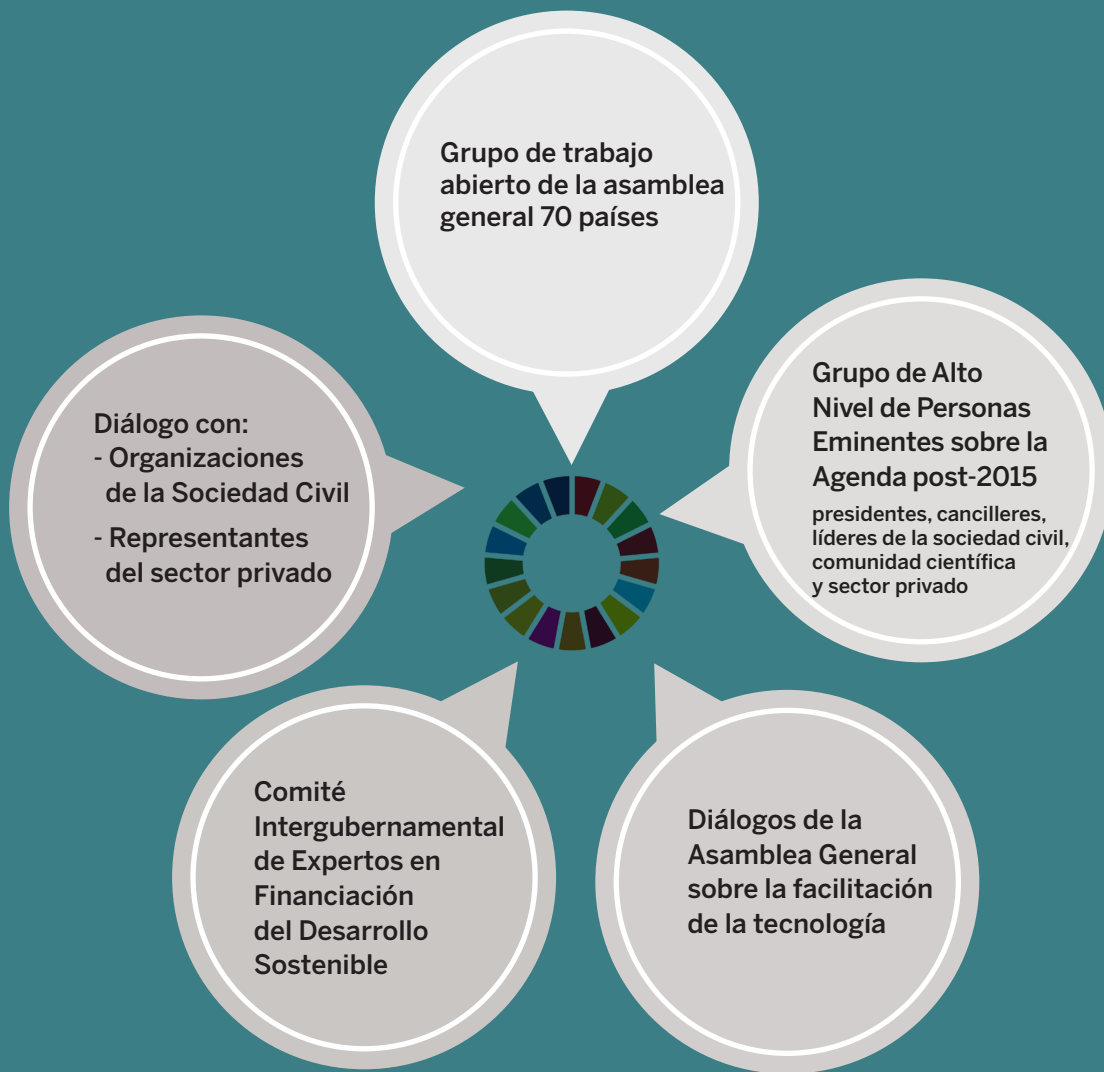 Grupo de trabajo
abierto de la asamblea
general 70 países
Grupo de Alto
Nivel de Personas
Eminentes sobre la
Agenda post-2015
presidentes, cancilleres,
líderes de la sociedad civil,
comunidad científica
y sector privado
Diálogo con:
- Organizaciones
de la Sociedad Civil
- Representantes
del sector privado
Comité
Intergubernamental
de Expertos en
Financiación
del Desarrollo
Sostenible
Diálogos de la
Asamblea General
sobre la facilitación
de la tecnología